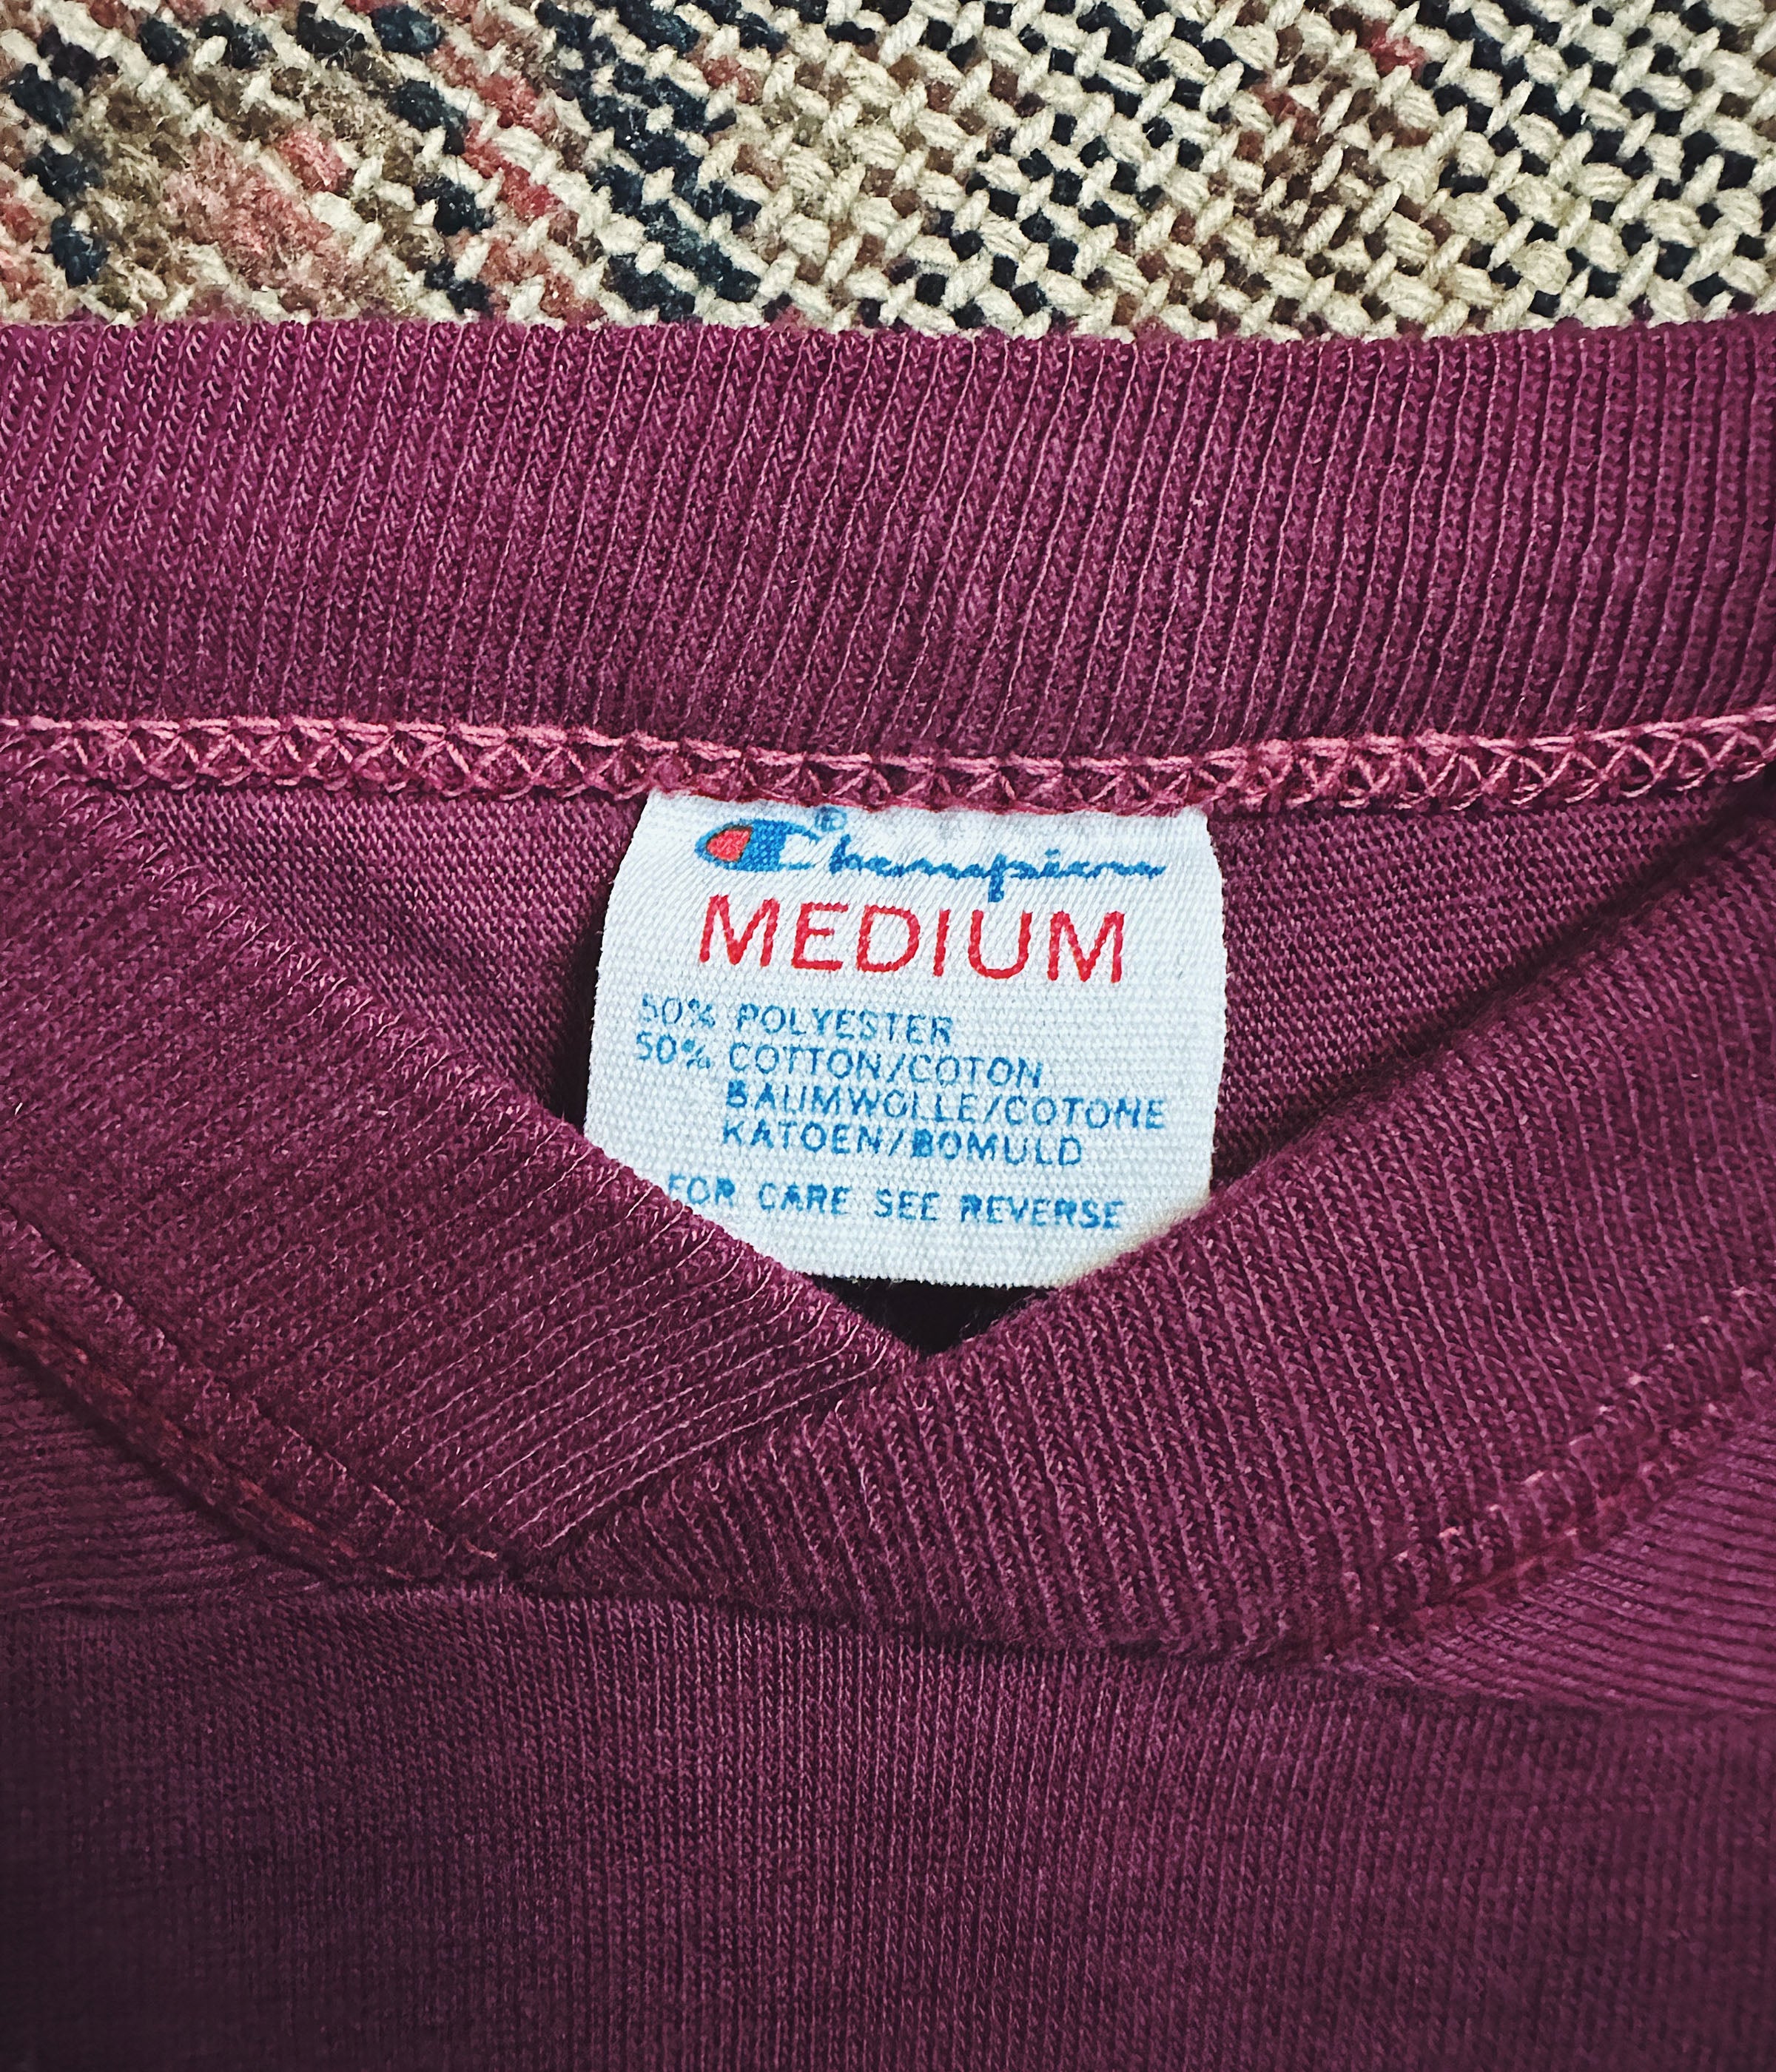 Champion®
MEDIUM
50% POLYESTER
50% COTTON/COTON
BAUMWOLLE/COTONE
KATOEN/BOMULD
FOR CARE SEE REVERSE